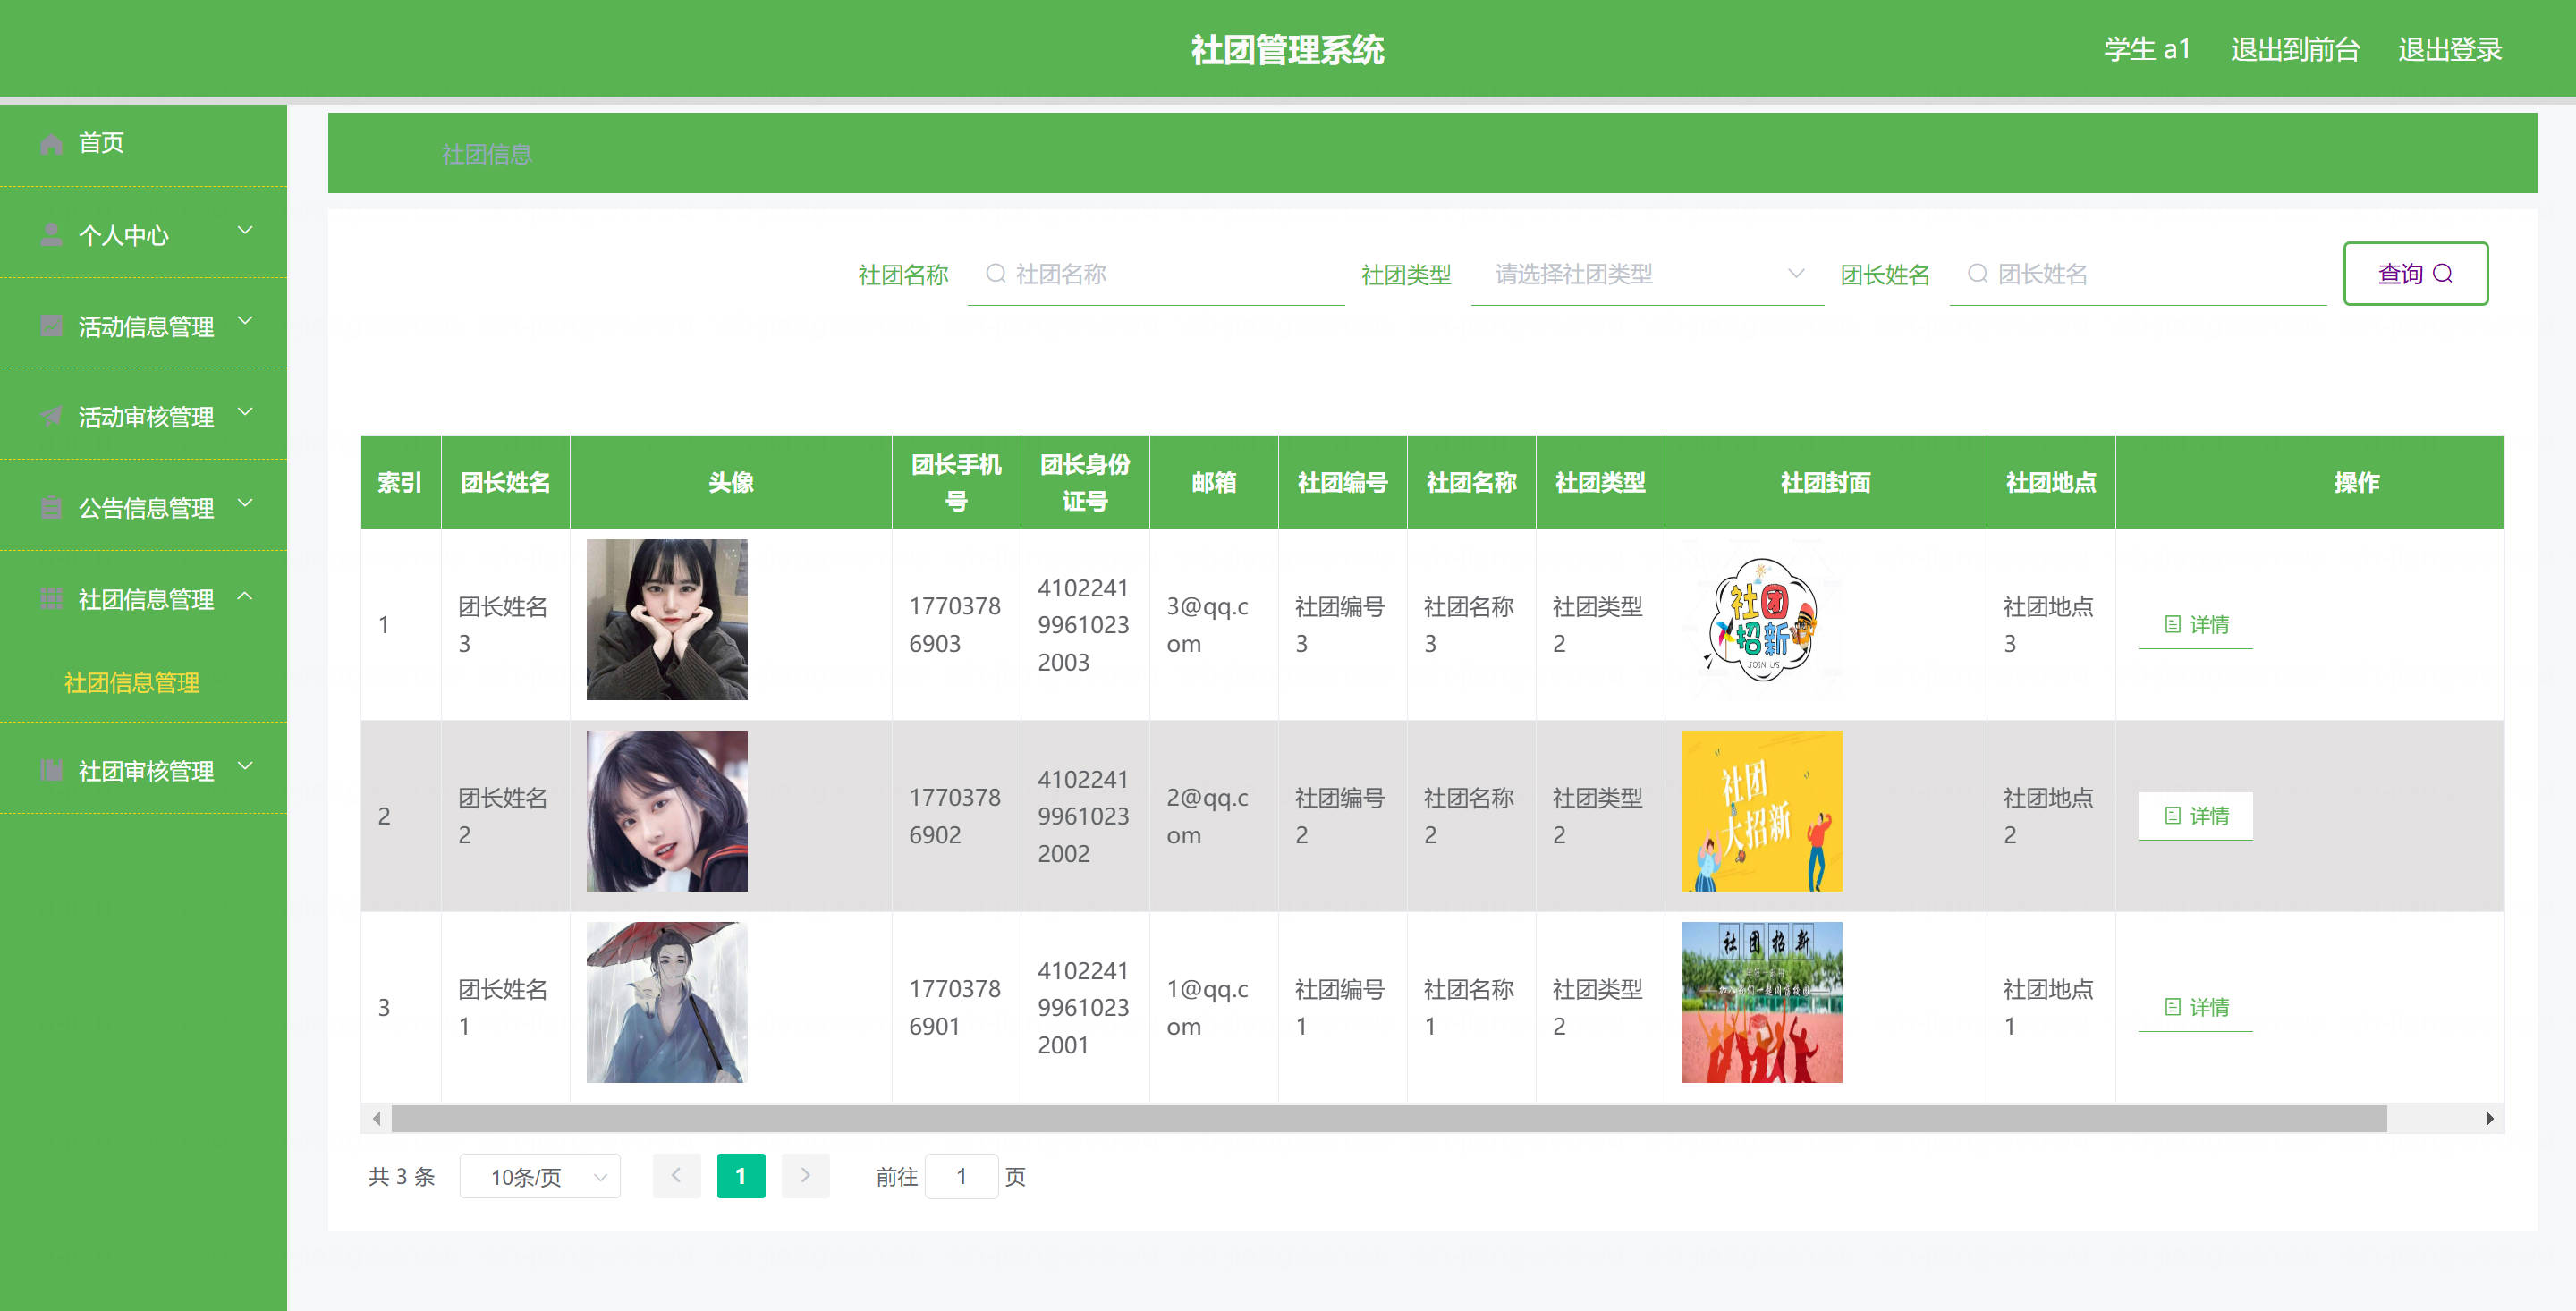 社团管理系统
学生 a1 退出到前台 退出登录
首页
个人中心
活动信息管理
活动审核管理
公告信息管理
社团信息管理
社团信息管理
社团审核管理
社团信息
社团名称 社团名称 社团类型 请选择社团类型 团长姓名 团长姓名 查询
索引 团长姓名 头像 团长手机号 团长身份证号 邮箱 社团编号 社团名称 社团类型 社团封面 社团地点 操作
1 团长姓名3 17703786903 410224199610232003 3@qq.com 社团编号3 社团名称3 社团类型2 社团地点3 详情
社团
招新
JOIN US
2 团长姓名2 17703786902 410224199610232002 2@qq.com 社团编号2 社团名称2 社团类型2 社团地点2 详情
社团
大招新
3 团长姓名1 17703786901 410224199610232001 1@qq.com 社团编号1 社团名称1 社团类型2 社团地点1 详情
社团招新
共 3 条 10条/页 1 前往 1 页